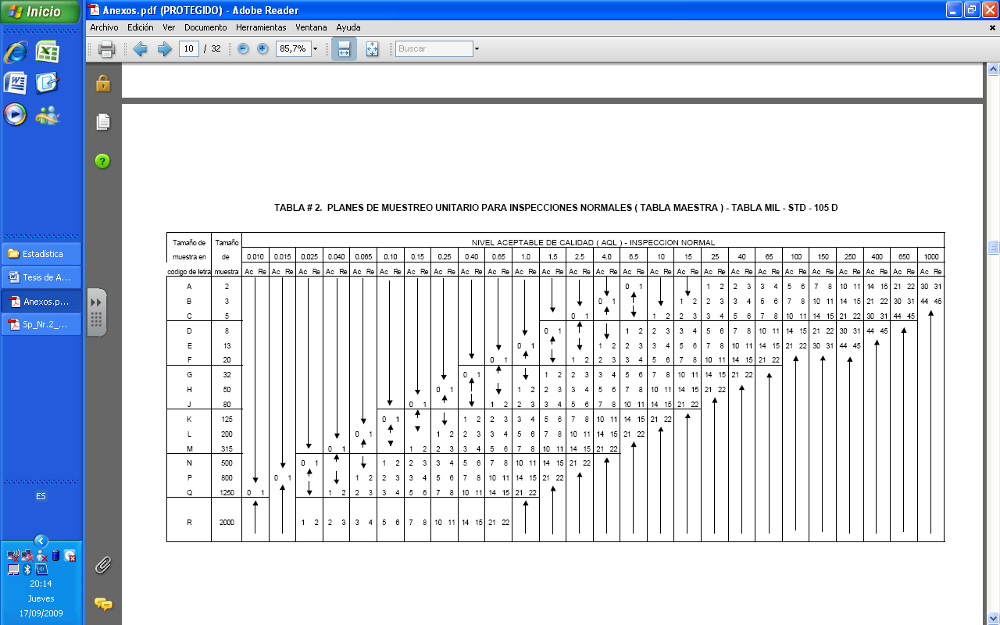 Inicio
Anexos.pdf (PROTEGIDO) - Adobe Reader
Archivo Edición Ver Documento Herramientas Ventana Ayuda
10 / 32 85,7% Buscar
Estadística
Tesis de A...
Anexos.p...
Sp_Nr.2_...
ES
20:14
Jueves
17/09/2009
TABLA # 2. PLANES DE MUESTREO UNITARIO PARA INSPECCIONES NORMALES ( TABLA MAESTRA ) - TABLA MIL - STD - 105 D
Tamaño de Tamaño NIVEL ACEPTABLE DE CALIDAD ( AQL ) - INSPECCION NORMAL
muestra en de 0.010 0.015 0.025 0.040 0.065 0.10 0.15 0.25 0.40 0.65 1.0 1.5 2.5 4.0 6.5 10 15 25 40 65 100 150 250 400 650 1000
codigo de letra muestra Ac Re Ac Re Ac Re Ac Re Ac Re Ac Re Ac Re Ac Re Ac Re Ac Re Ac Re Ac Re Ac Re Ac Re Ac Re Ac Re Ac Re Ac Re Ac Re Ac Re Ac Re Ac Re Ac Re Ac Re Ac Re Ac Re
A 2 0 1 1 2 2 3 3 4 5 6 7 8 10 11 14 15 21 22 30 31
B 3 0 1 1 2 2 3 3 4 5 6 7 8 10 11 14 15 21 22 30 31 44 45
C 5 0 1 1 2 2 3 3 4 5 6 7 8 10 11 14 15 21 22 30 31 44 45
D 8 0 1 1 2 2 3 3 4 5 6 7 8 10 11 14 15 21 22 30 31 44 45
E 13 0 1 1 2 2 3 3 4 5 6 7 8 10 11 14 15 21 22 30 31 44 45
F 20 0 1 1 2 2 3 3 4 5 6 7 8 10 11 14 15 21 22
G 32 0 1 1 2 2 3 3 4 5 6 7 8 10 11 14 15 21 22
H 50 0 1 1 2 2 3 3 4 5 6 7 8 10 11 14 15 21 22
J 80 0 1 1 2 2 3 3 4 5 6 7 8 10 11 14 15 21 22
K 125 0 1 1 2 2 3 3 4 5 6 7 8 10 11 14 15 21 22
L 200 0 1 1 2 2 3 3 4 5 6 7 8 10 11 14 15 21 22
M 315 0 1 1 2 2 3 3 4 5 6 7 8 10 11 14 15 21 22
N 500 0 1 1 2 2 3 3 4 5 6 7 8 10 11 14 15 21 22
P 800 0 1 1 2 2 3 3 4 5 6 7 8 10 11 14 15 21 22
Q 1250 0 1 1 2 2 3 3 4 5 6 7 8 10 11 14 15 21 22
R 2000 1 2 2 3 3 4 5 6 7 8 10 11 14 15 21 22